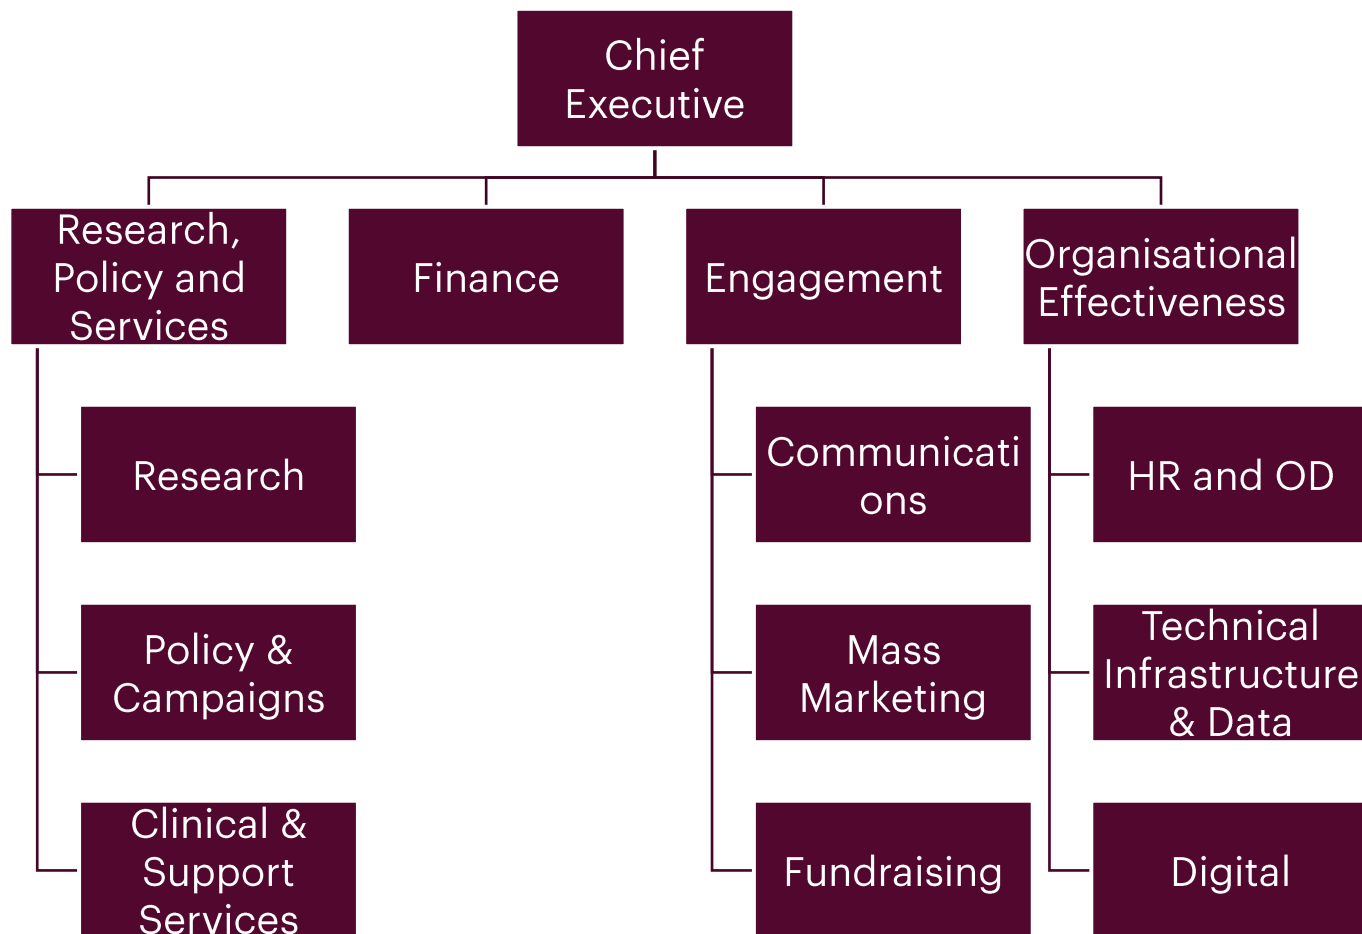 Chief
Executive
Research,
Policy and
Services
Finance
Engagement
Organisational
Effectiveness
Research
Communicati
ons
HR and OD
Policy &
Campaigns
Mass
Marketing
Technical
Infrastructure
& Data
Clinical &
Support
Services
Fundraising
Digital